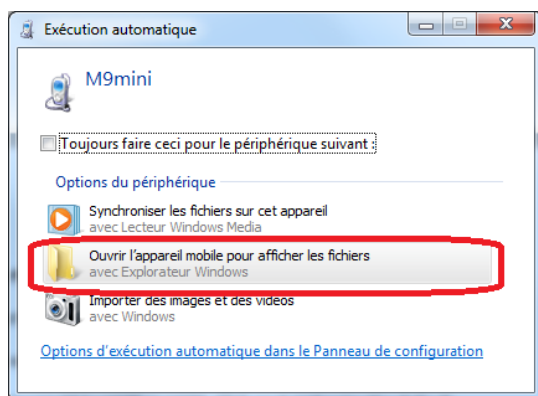 Exécution automatique
M9mini
Toujours faire ceci pour le périphérique suivant :
Options du périphérique
Synchroniser les fichiers sur cet appareil
avec Lecteur Windows Media
Ouvrir l'appareil mobile pour afficher les fichiers
avec Explorateur Windows
Importer des images et des vidéos
avec Windows
Options d'exécution automatique dans le Panneau de configuration